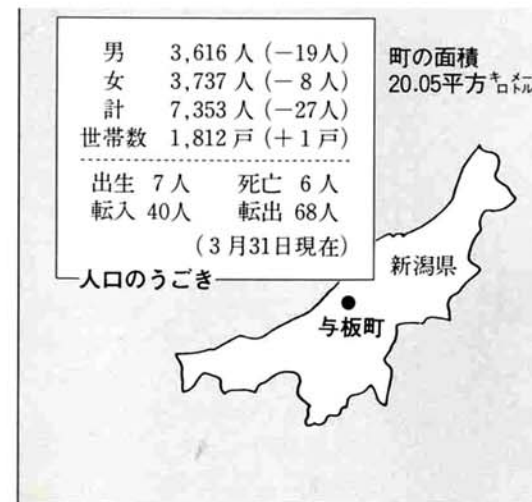 男 3,616人(－19人)
女 3,737人(－ 8人)
計 7,353人(－27人)
世帯数 1,812戸(＋1戸)
出生 7人 死亡 6人
転入 40人 転出 68人
(3月31日現在)
人口のうごき
町の面積
20.05平方キロメートル
新潟県
与板町